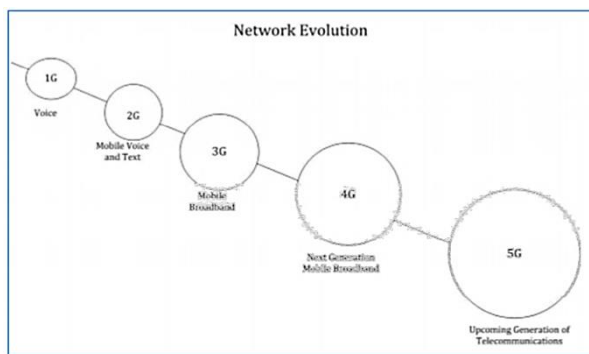 Network Evolution
1G
Voice
2G
Mobile Voice
and Text
3G
Mobile
Broadband
4G
Next Generation
Mobile Broadband
5G
Upcoming Generation of
Telecommunications